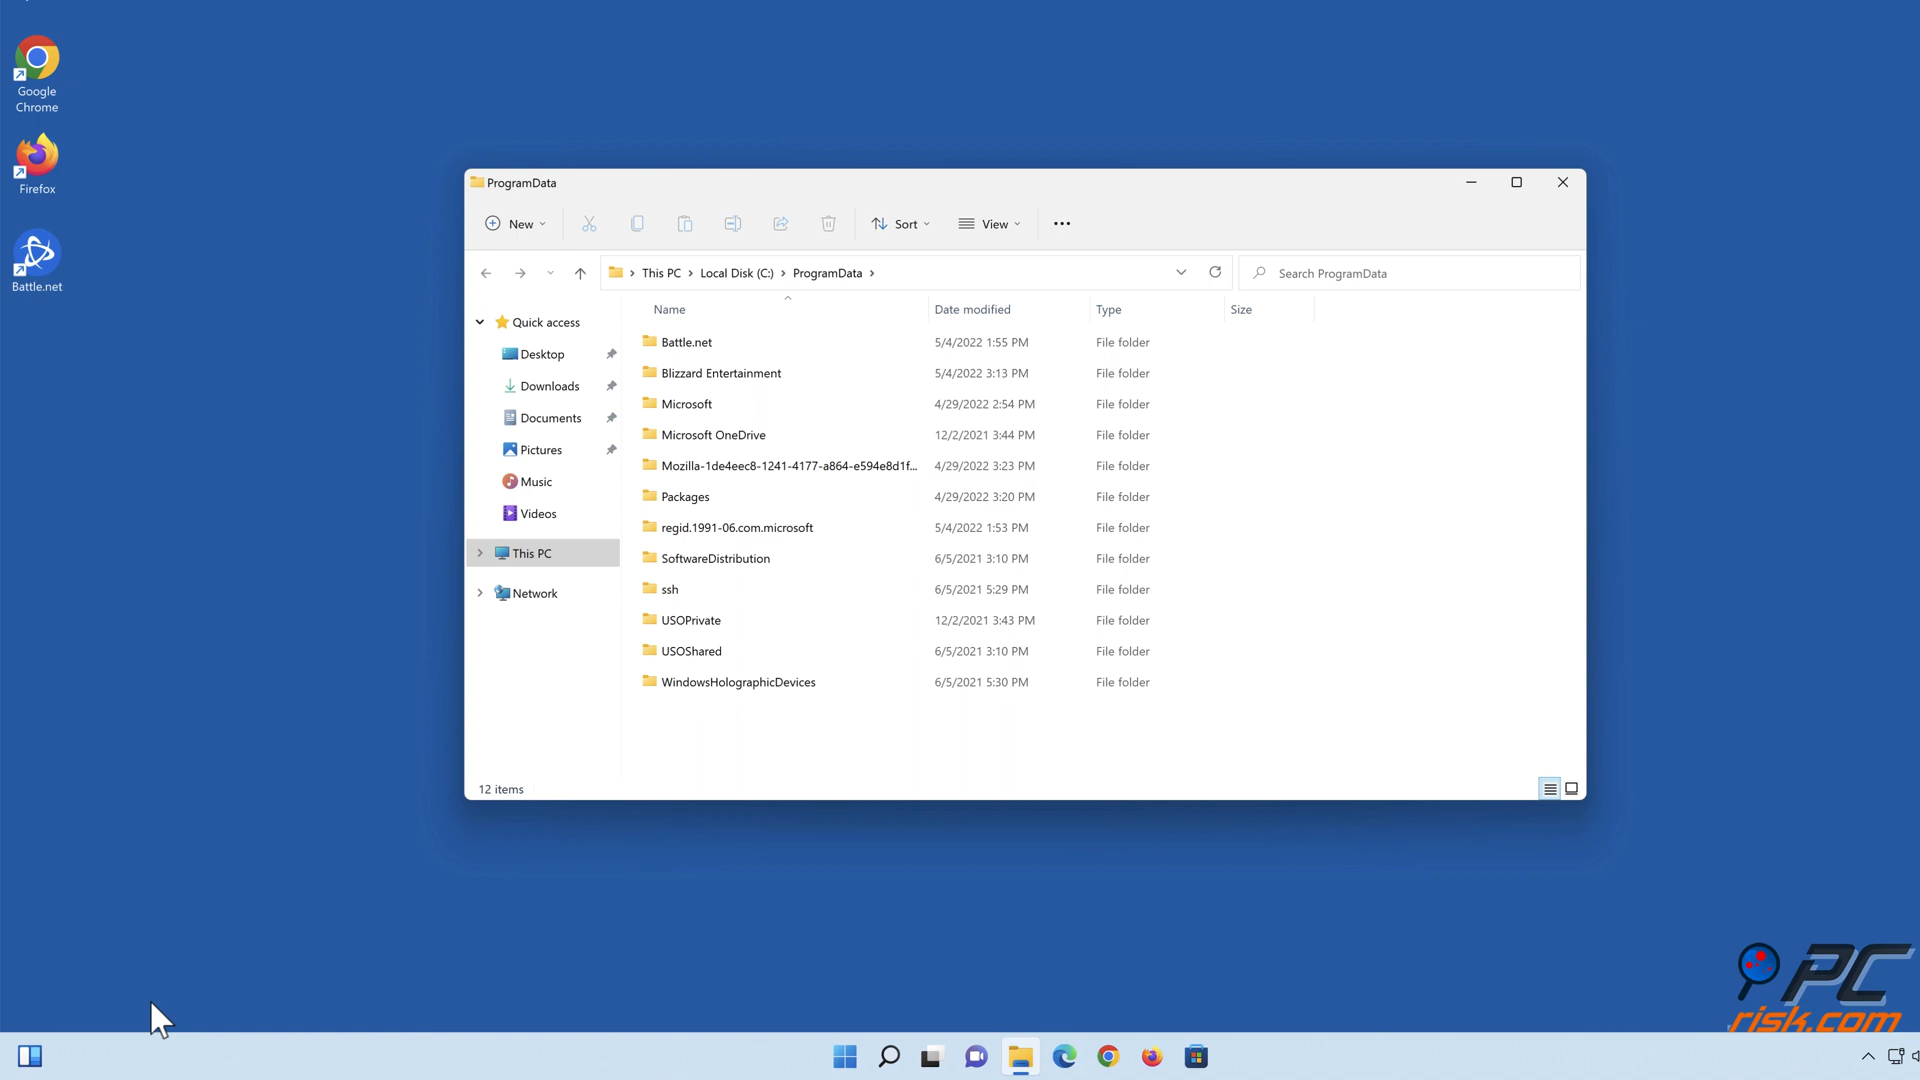 Google
Chrome
Firefox
Battle.net
ProgramData
New
Sort
View
This PC
Local Disk (C:)
ProgramData
Search ProgramData
Quick access
Desktop
Downloads
Documents
Pictures
Music
Videos
This PC
Network
Name Date modified Type Size
Battle.net 5/4/2022 1:55 PM File folder
Blizzard Entertainment 5/4/2022 3:13 PM File folder
Microsoft 4/29/2022 2:54 PM File folder
Microsoft OneDrive 12/2/2021 3:44 PM File folder
Mozilla-1de4eec8-1241-4177-a864-e594e8d1f... 4/29/2022 3:23 PM File folder
Packages 4/29/2022 3:20 PM File folder
regid.1991-06.com.microsoft 5/4/2022 1:53 PM File folder
SoftwareDistribution 6/5/2021 3:10 PM File folder
ssh 6/5/2021 5:29 PM File folder
USOPrivate 12/2/2021 3:43 PM File folder
USOShared 6/5/2021 3:10 PM File folder
WindowsHolographicDevices 6/5/2021 5:30 PM File folder
12 items
PC
risk.com